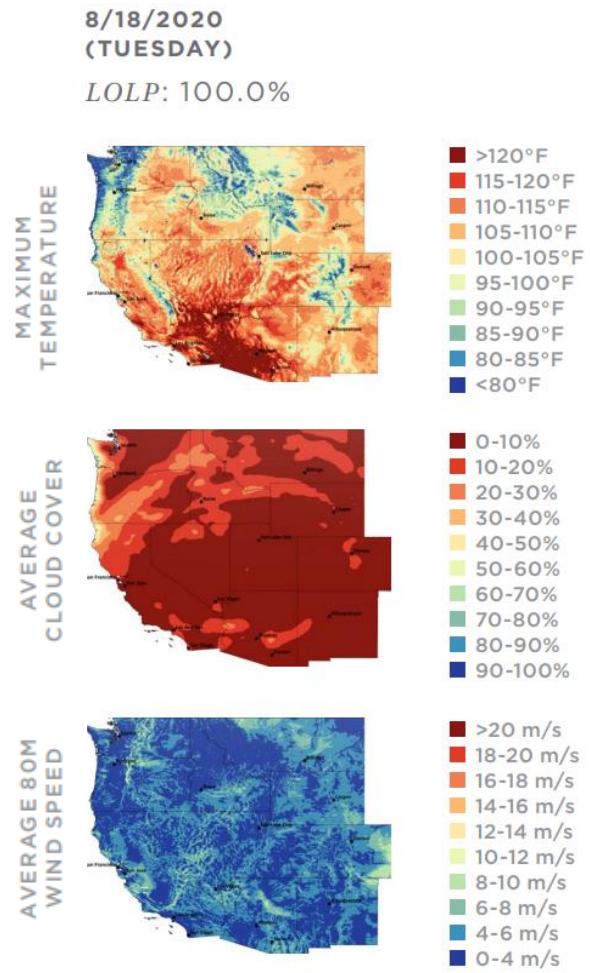 8/18/2020
(TUESDAY)
LOLP: 100.0%
MAXIMUM
TEMPERATURE
>120°F
115-120°F
110-115°F
105-110°F
100-105°F
95-100°F
90-95°F
85-90°F
80-85°F
<80°F
AVERAGE
CLOUD COVER
0-10%
10-20%
20-30%
30-40%
40-50%
50-60%
60-70%
70-80%
80-90%
90-100%
AVERAGE 80M
WIND SPEED
>20 m/s
18-20 m/s
16-18 m/s
14-16 m/s
12-14 m/s
10-12 m/s
8-10 m/s
6-8 m/s
4-6 m/s
0-4 m/s